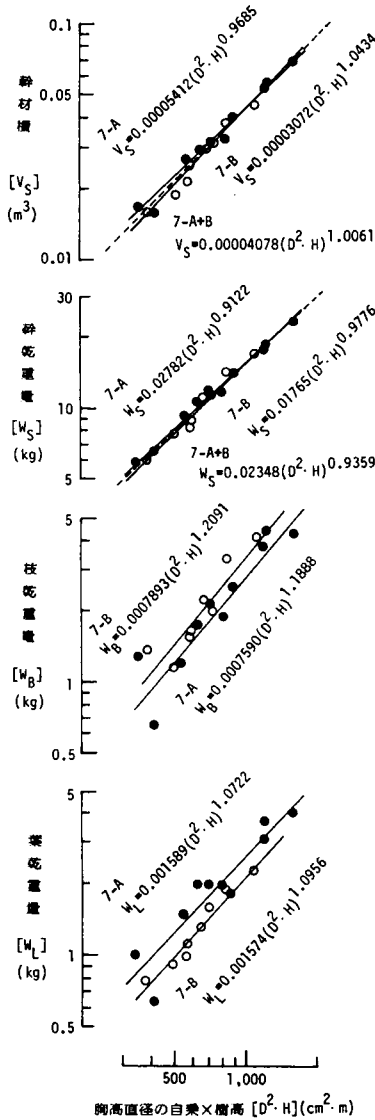 0.1
幹材積
[V_S]
(m³)
0.05
0.01
7-A
V_S=0.00005412(D²·H)^0.9685
7-B
V_S=0.00003072(D²·H)^1.0434
7-A+B
V_S=0.00004078(D²·H)^1.0061
30
幹乾重量
[W_S]
(kg)
10
5
7-A
W_S=0.02782(D²·H)^0.9122
7-B
W_S=0.01765(D²·H)^0.9776
7-A+B
W_S=0.02348(D²·H)^0.9359
5
枝乾重量
[W_B]
(kg)
1
0.5
7-B
W_B=0.0007893(D²·H)^1.2091
7-A
W_B=0.0007590(D²·H)^1.1888
5
葉乾重量
[W_L]
(kg)
1
0.5
7-A
W_L=0.001589(D²·H)^1.0722
7-B
W_L=0.001574(D²·H)^1.0956
500
1,000
胸高直径の自乗×樹高[D²·H](cm²·m)